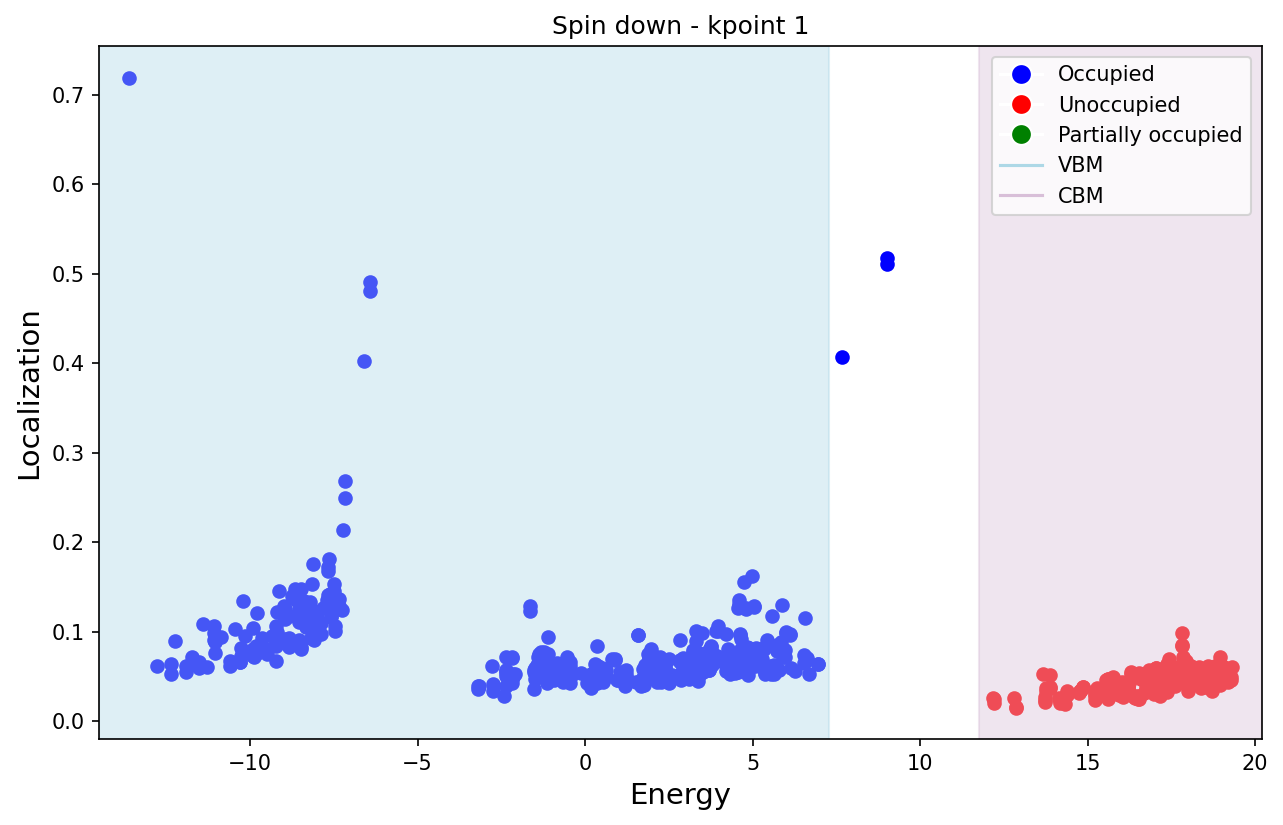 Spin down - kpoint 1
Localization
0.7
0.6
0.5
0.4
0.3
0.2
0.1
0.0
Occupied
Unoccupied
Partially occupied
VBM
CBM
−10
−5
0
5
10
15
20
Energy